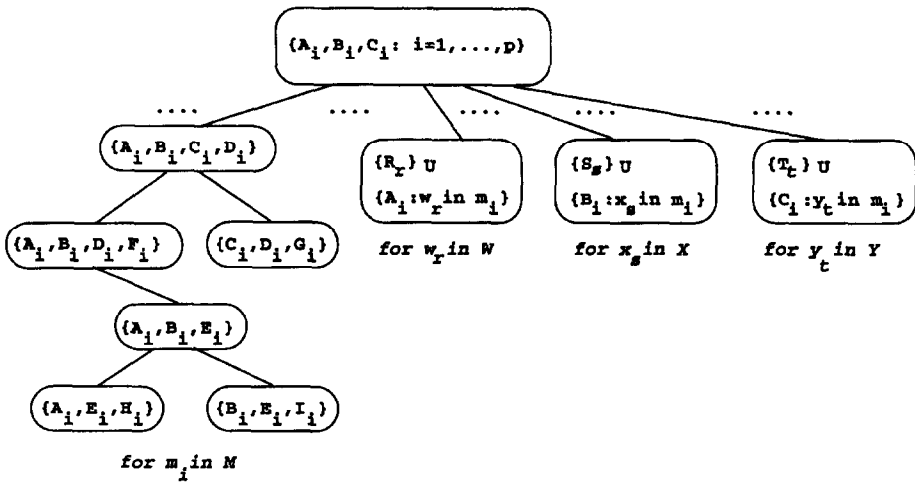 {A_i,B_i,C_i: i=1,...,p}
.... .... .... .... ....
{A_i,B_i,C_i,D_i}
{R_r} U
{A_i:w_r in m_i}
{S_s} U
{B_i:x_s in m_i}
{T_t} U
{C_i:y_t in m_i}
{A_i,B_i,D_i,F_i}
{C_i,D_i,G_i}
for w_r in W
for x_s in X
for y_t in Y
{A_i,B_i,E_i}
{A_i,E_i,H_i}
{B_i,E_i,I_i}
for m_i in M